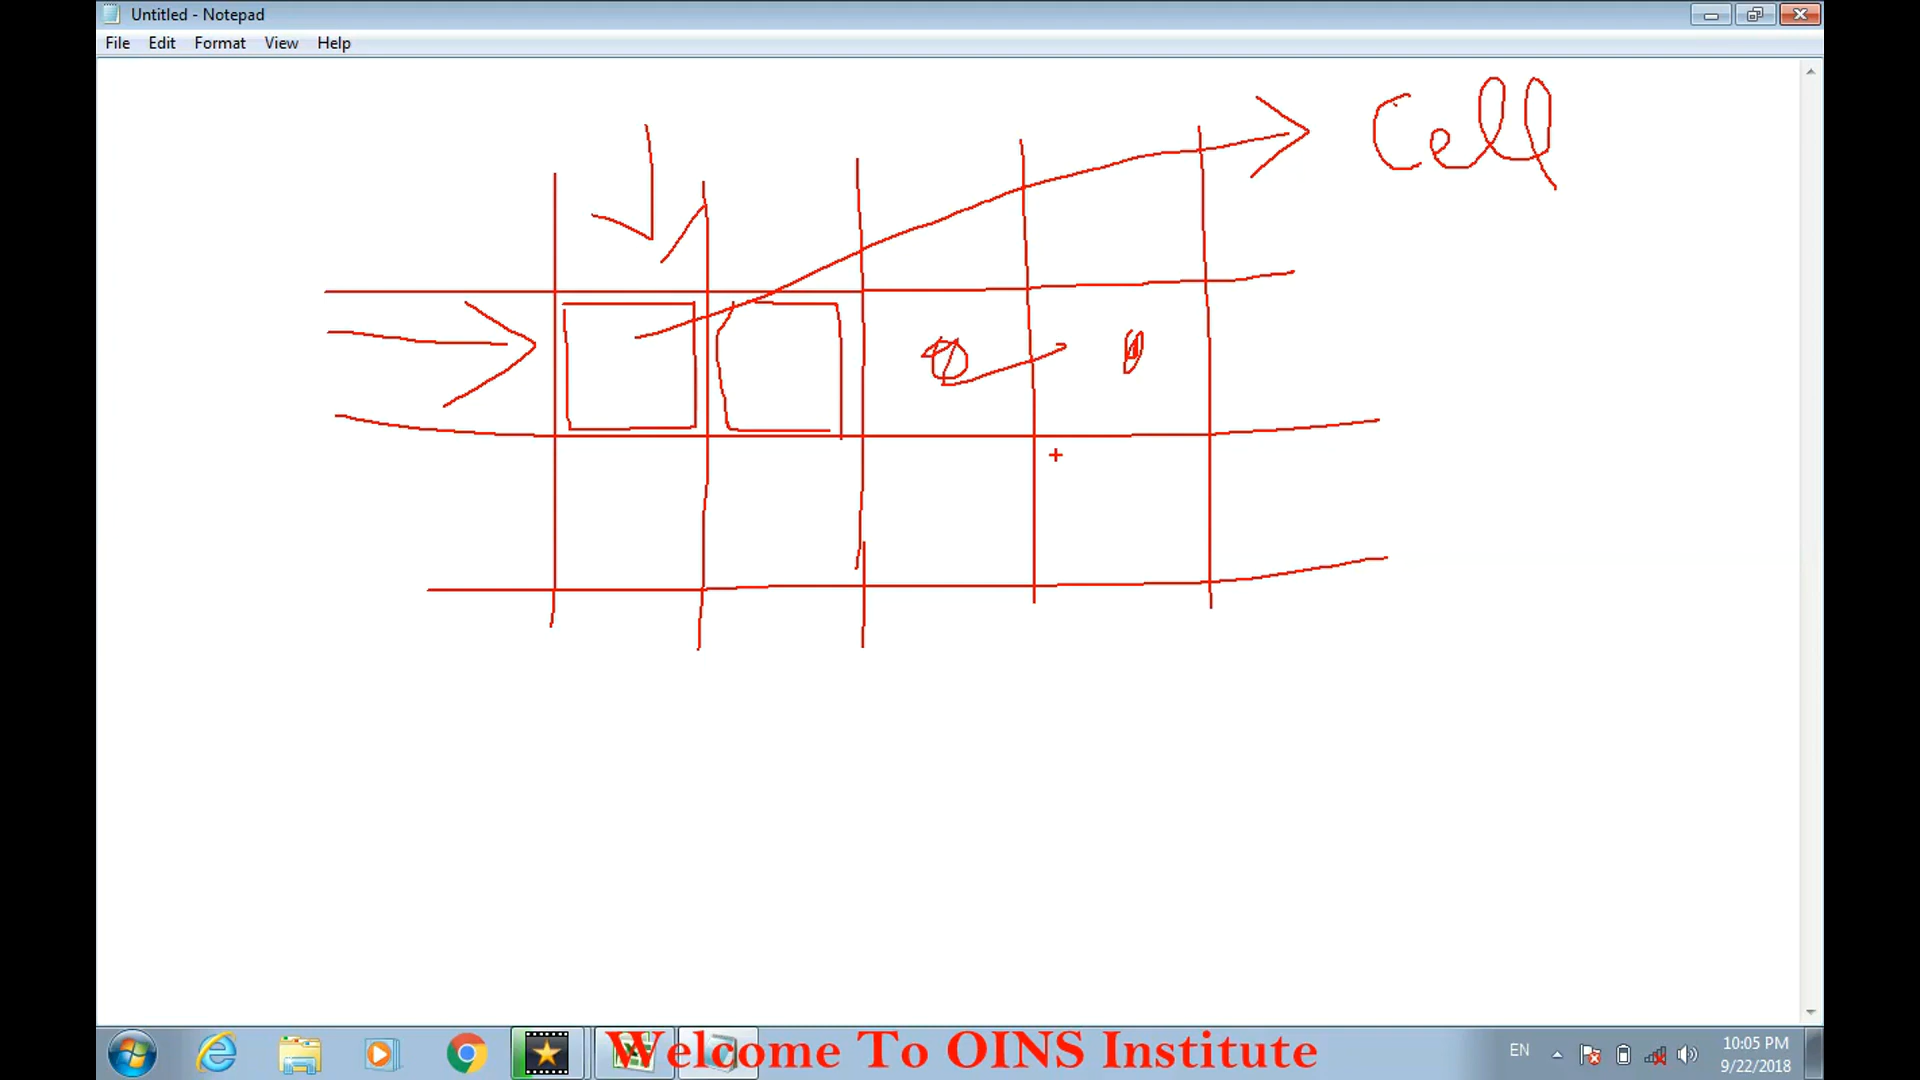 Untitled - Notepad
File Edit Format View Help
Cell
Welcome To OINS Institute
EN
10:05 PM
9/22/2018